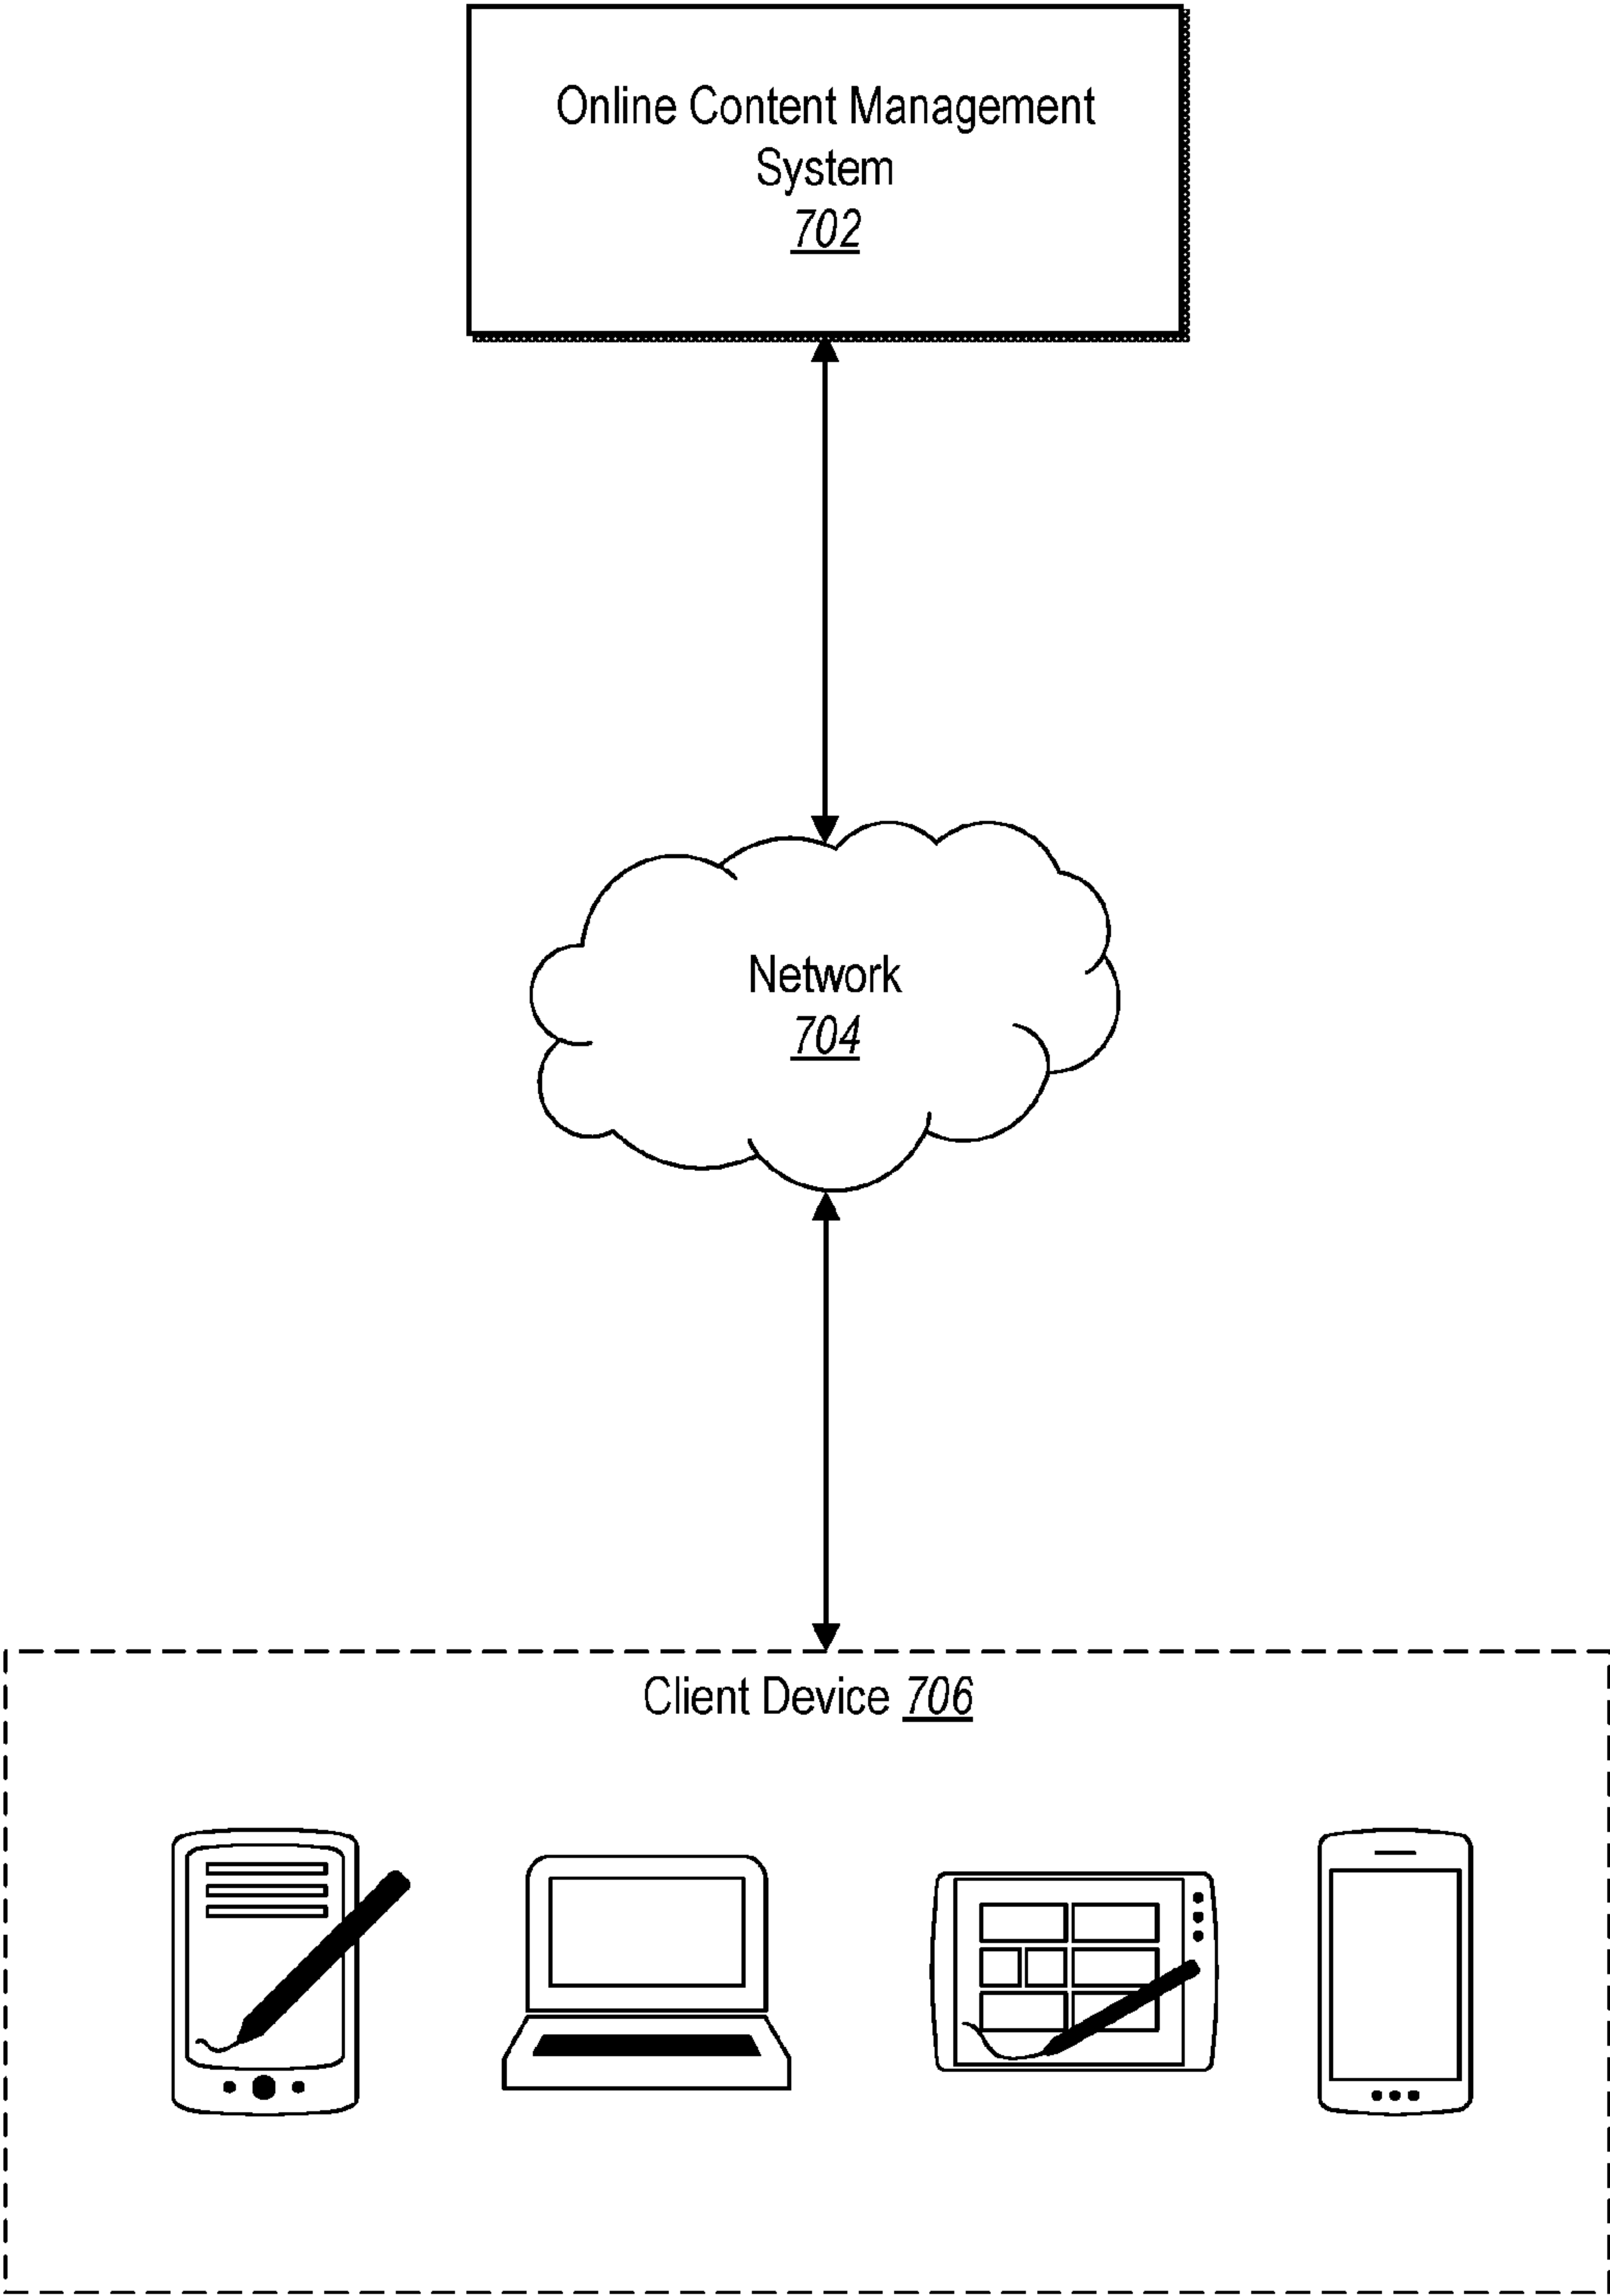 Online Content Management
System
702
Network
704
Client Device 706